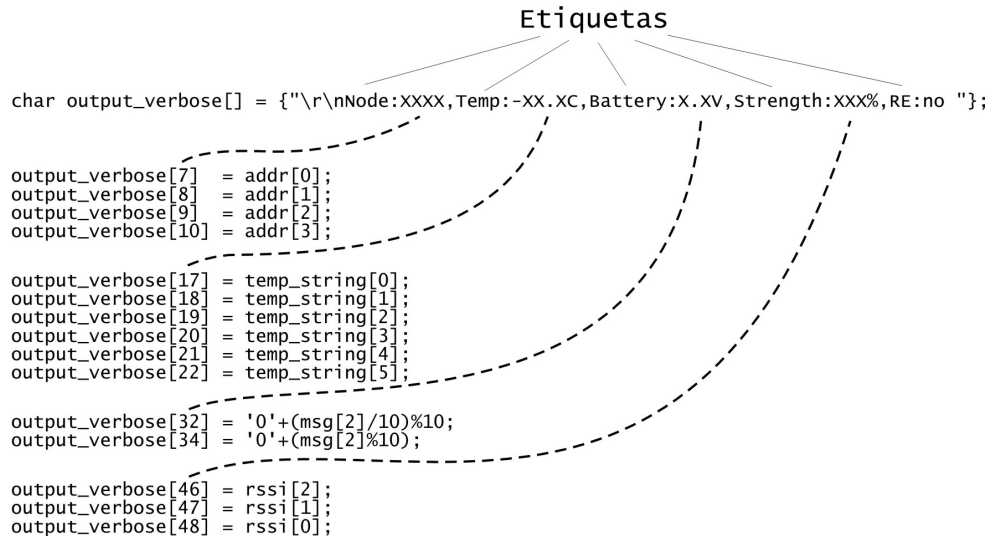 Etiquetas
char output_verbose[] = {"\r\nNode:XXXX,Temp:-XX.XC,Battery:X.XV,Strength:XXX%,RE:no "};
output_verbose[7]  = addr[0];
output_verbose[8]  = addr[1];
output_verbose[9]  = addr[2];
output_verbose[10] = addr[3];
output_verbose[17] = temp_string[0];
output_verbose[18] = temp_string[1];
output_verbose[19] = temp_string[2];
output_verbose[20] = temp_string[3];
output_verbose[21] = temp_string[4];
output_verbose[22] = temp_string[5];
output_verbose[32] = '0'+(msg[2]/10)%10;
output_verbose[34] = '0'+(msg[2]%10);
output_verbose[46] = rssi[2];
output_verbose[47] = rssi[1];
output_verbose[48] = rssi[0];